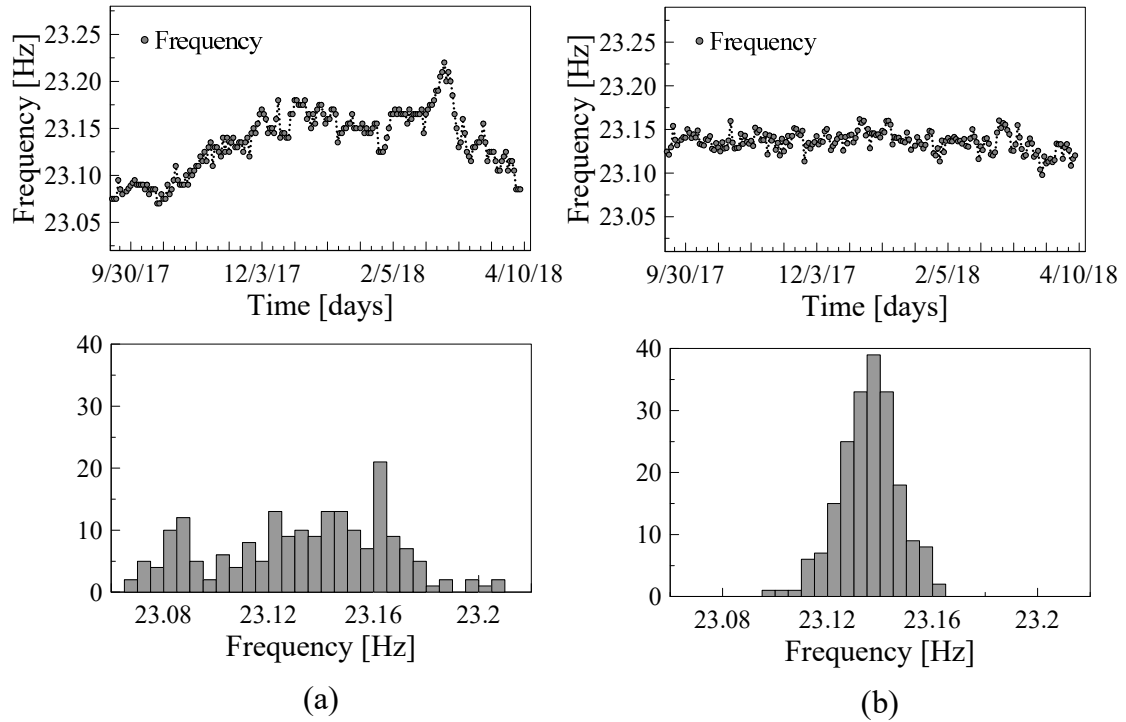 Frequency [Hz]
23.25
23.20
23.15
23.10
23.05
Frequency
9/30/17 12/3/17 2/5/18 4/10/18
Time [days]
Frequency [Hz]
23.25
23.20
23.15
23.10
23.05
Frequency
9/30/17 12/3/17 2/5/18 4/10/18
Time [days]
40
30
20
10
0
23.08 23.12 23.16 23.2
Frequency [Hz]
(a)
40
30
20
10
0
23.08 23.12 23.16 23.2
Frequency [Hz]
(b)